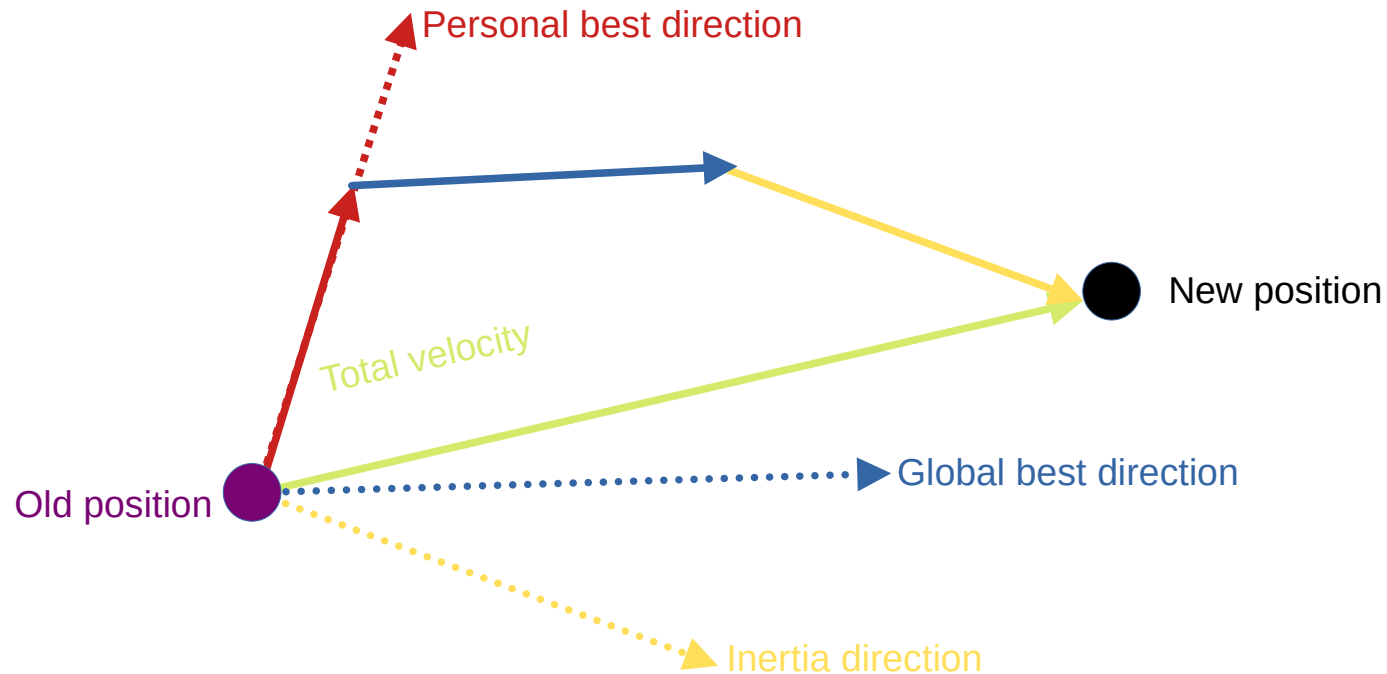 Personal best direction
New position
Total velocity
Global best direction
Old position
Inertia direction